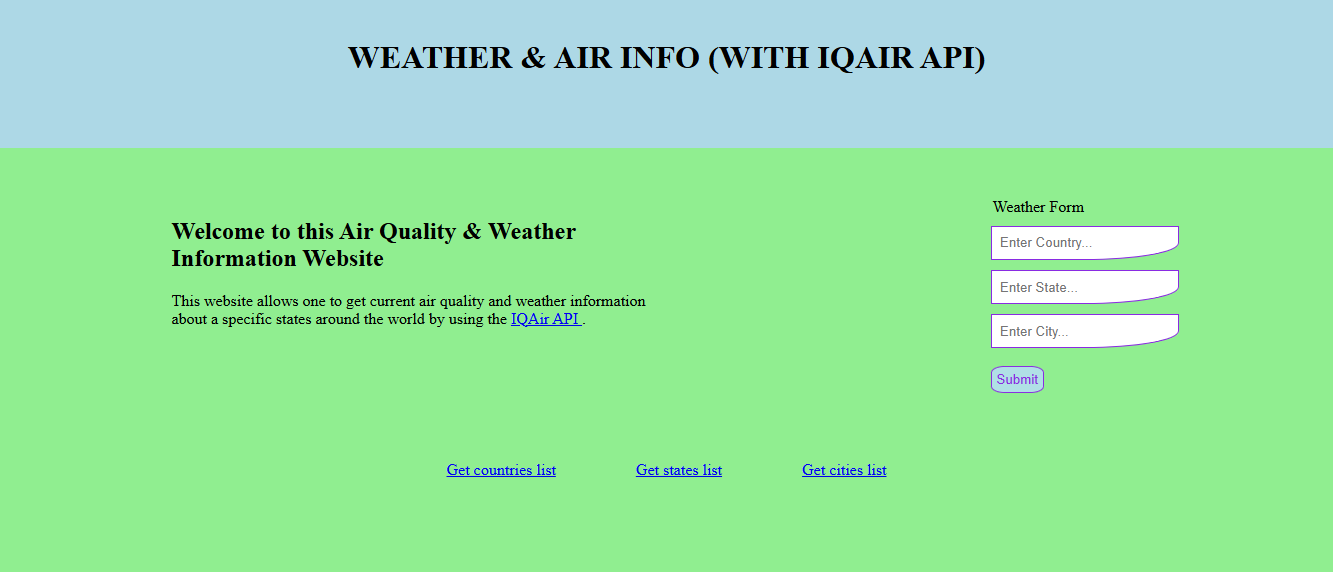 WEATHER & AIR INFO (WITH IQAIR API)
Welcome to this Air Quality & Weather
Information Website
This website allows one to get current air quality and weather information
about a specific states around the world by using the IQAir API .
Weather Form
Enter Country...
Enter State...
Enter City...
Submit
Get countries list
Get states list
Get cities list